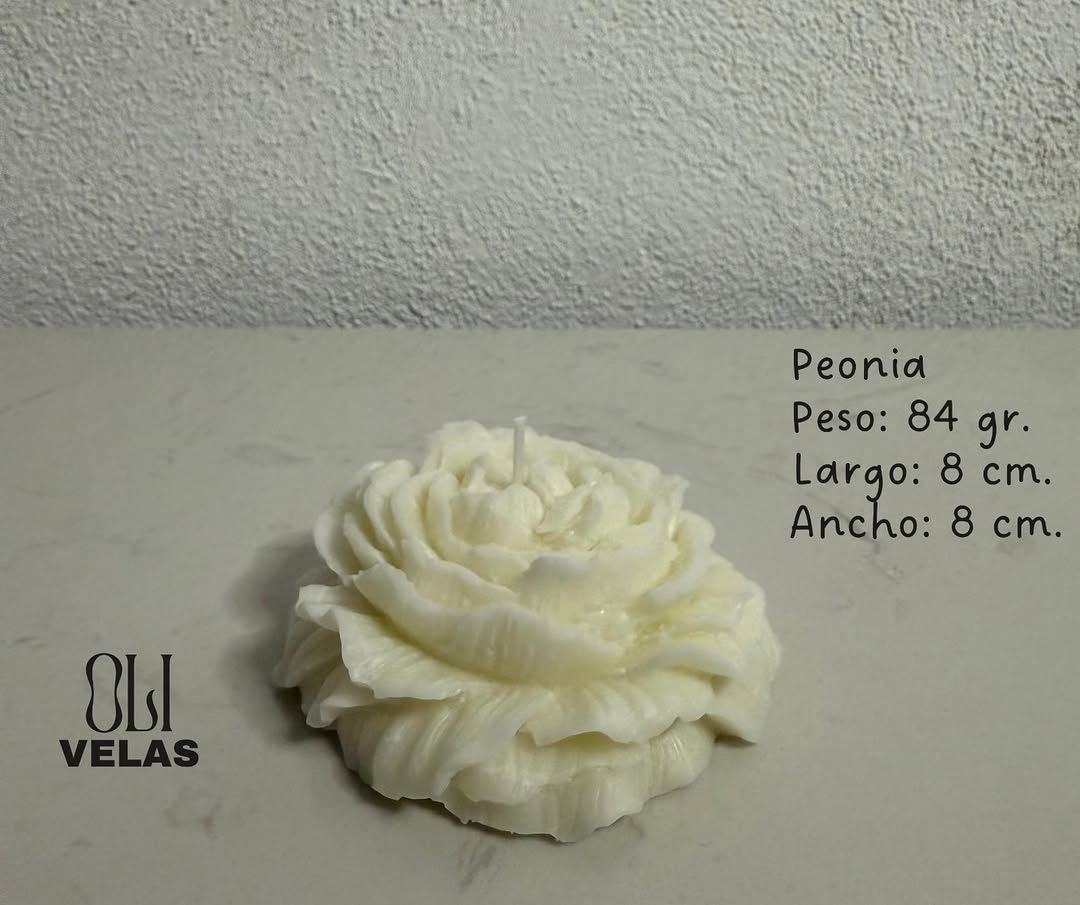 Peonia
Peso: 84 gr.
Largo: 8 cm.
Ancho: 8 cm.
OLI
VELAS